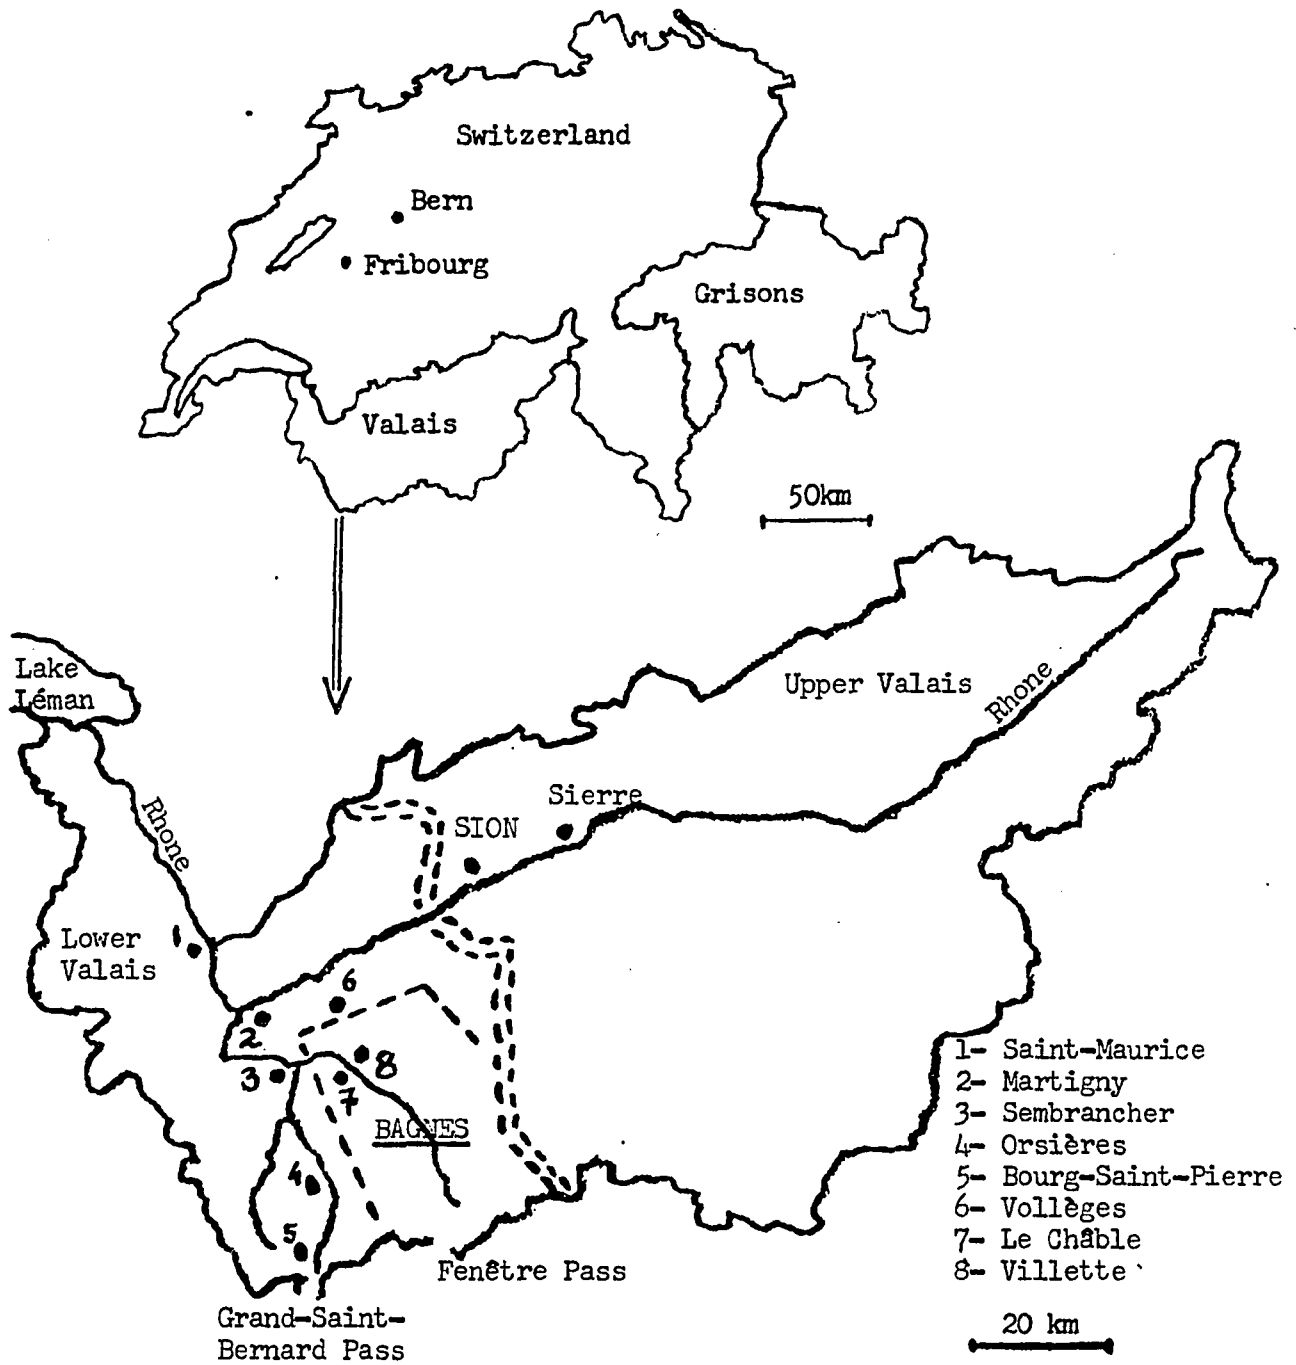 Switzerland
Bern
Fribourg
Grisons
Valais
50km
Lake
Léman
Upper Valais
Rhone
Rhone
Sierre
SION
1
Lower
Valais
6
2
8
3
7
BAGNES
4
5
Fenêtre Pass
Grand-Saint-
Bernard Pass
1- Saint-Maurice
2- Martigny
3- Sembrancher
4- Orsières
5- Bourg-Saint-Pierre
6- Vollèges
7- Le Châble
8- Villette
20 km